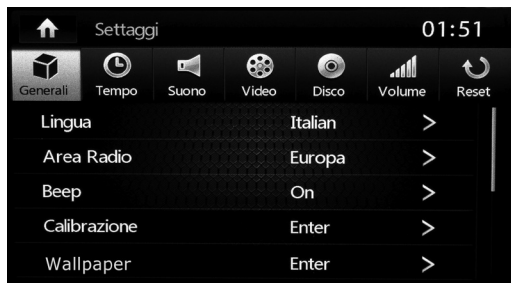 Settaggi 01:51
Generali Tempo Suono Video Disco Volume Reset
Lingua Italian >
Area Radio Europa >
Beep On >
Calibrazione Enter >
Wallpaper Enter >